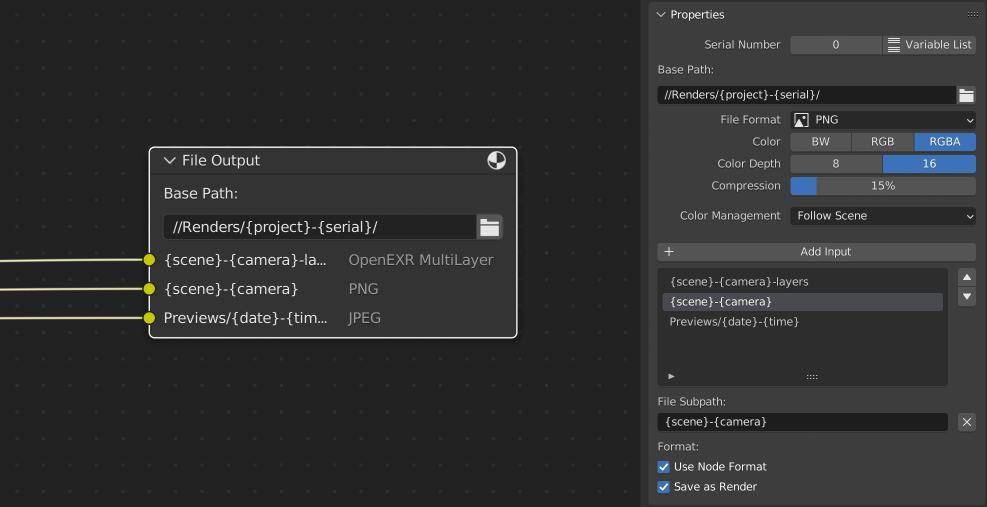 File Output
Base Path:
//Renders/{project}-{serial}/
{scene}-{camera}-la... OpenEXR MultiLayer
{scene}-{camera} PNG
Previews/{date}-{tim... JPEG
Properties
Serial Number 0 Variable List
Base Path:
//Renders/{project}-{serial}/
File Format PNG
Color BW RGB RGBA
Color Depth 8 16
Compression 15%
Color Management Follow Scene
+ Add Input
{scene}-{camera}-layers
{scene}-{camera}
Previews/{date}-{time}
File Subpath:
{scene}-{camera}
Format:
Use Node Format
Save as Render